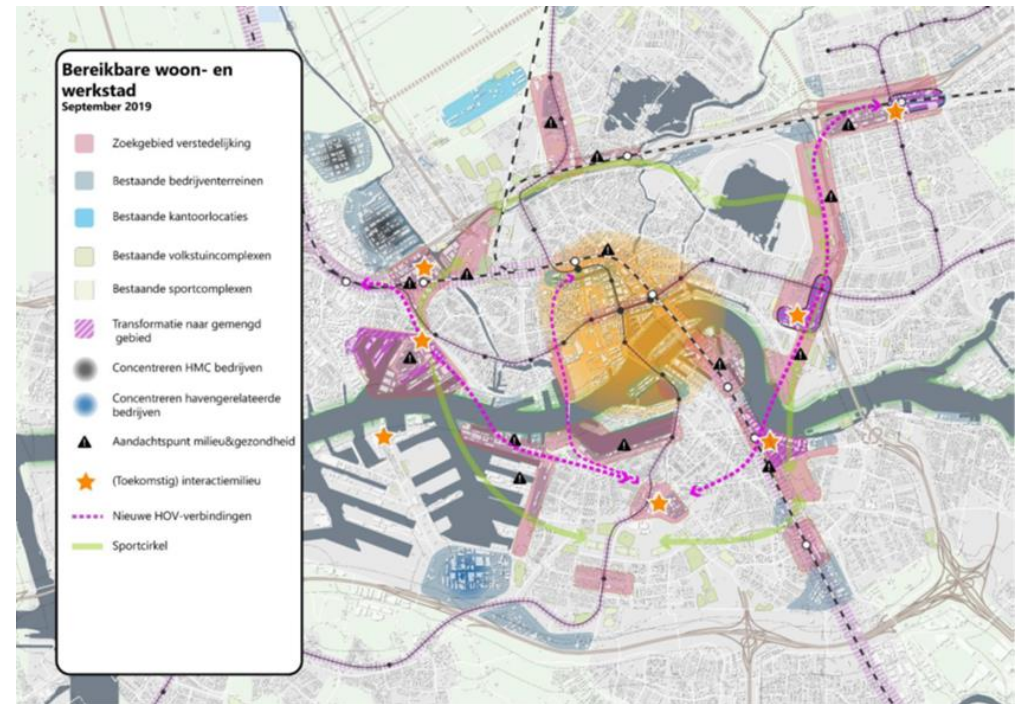 Bereikbare woon- en
werkstad
September 2019
Zoekgebied verstedelijking
Bestaande bedrijventerreinen
Bestaande kantoorlocaties
Bestaande volkstuincomplexen
Bestaande sportcomplexen
Transformatie naar gemengd
gebied
Concentreren HMC bedrijven
Concentreren havengerelateerde
bedrijven
Aandachtspunt milieu&gezondheid
(Toekomstig) interactiemilieu
Nieuwe HOV-verbindingen
Sportcirkel